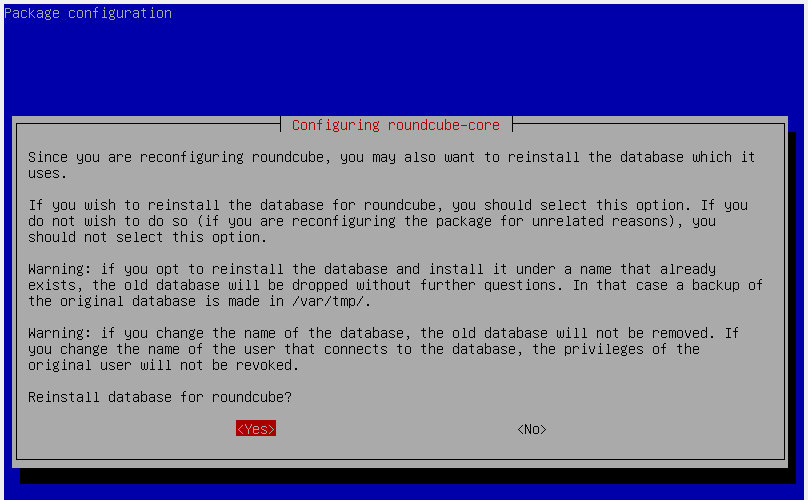 Package configuration
Configuring roundcube-core
Since you are reconfiguring roundcube, you may also want to reinstall the database which it
uses.
If you wish to reinstall the database for roundcube, you should select this option. If you
do not wish to do so (if you are reconfiguring the package for unrelated reasons), you
should not select this option.
Warning: if you opt to reinstall the database and install it under a name that already
exists, the old database will be dropped without further questions. In that case a backup of
the original database is made in /var/tmp/.
Warning: if you change the name of the database, the old database will not be removed. If
you change the name of the user that connects to the database, the privileges of the
original user will not be revoked.
Reinstall database for roundcube?
<Yes> <No>